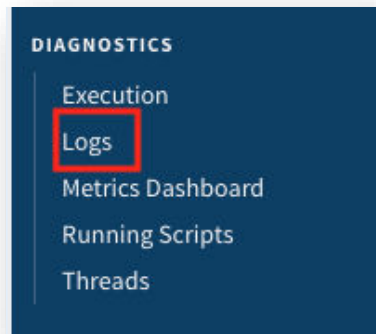 DIAGNOSTICS
Execution
Logs
Metrics Dashboard
Running Scripts
Threads